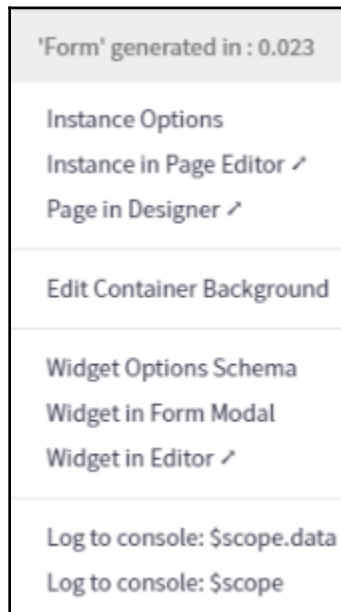 'Form' generated in : 0.023
Instance Options
Instance in Page Editor ↗
Page in Designer ↗
Edit Container Background
Widget Options Schema
Widget in Form Modal
Widget in Editor ↗
Log to console: $scope.data
Log to console: $scope